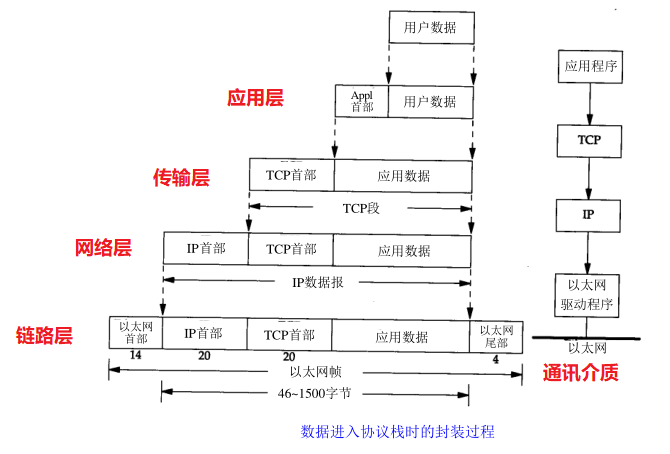 用户数据
应用程序
应用层
Appl
首部
用户数据
TCP
传输层
TCP首部
应用数据
TCP段
IP
网络层
IP首部
TCP首部
应用数据
IP数据报
以太网
驱动程序
链路层
以太网
首部
IP首部
TCP首部
应用数据
以太网
尾部
14
20
20
4
以太网
通讯介质
以太网帧
46~1500字节
数据进入协议栈时的封装过程